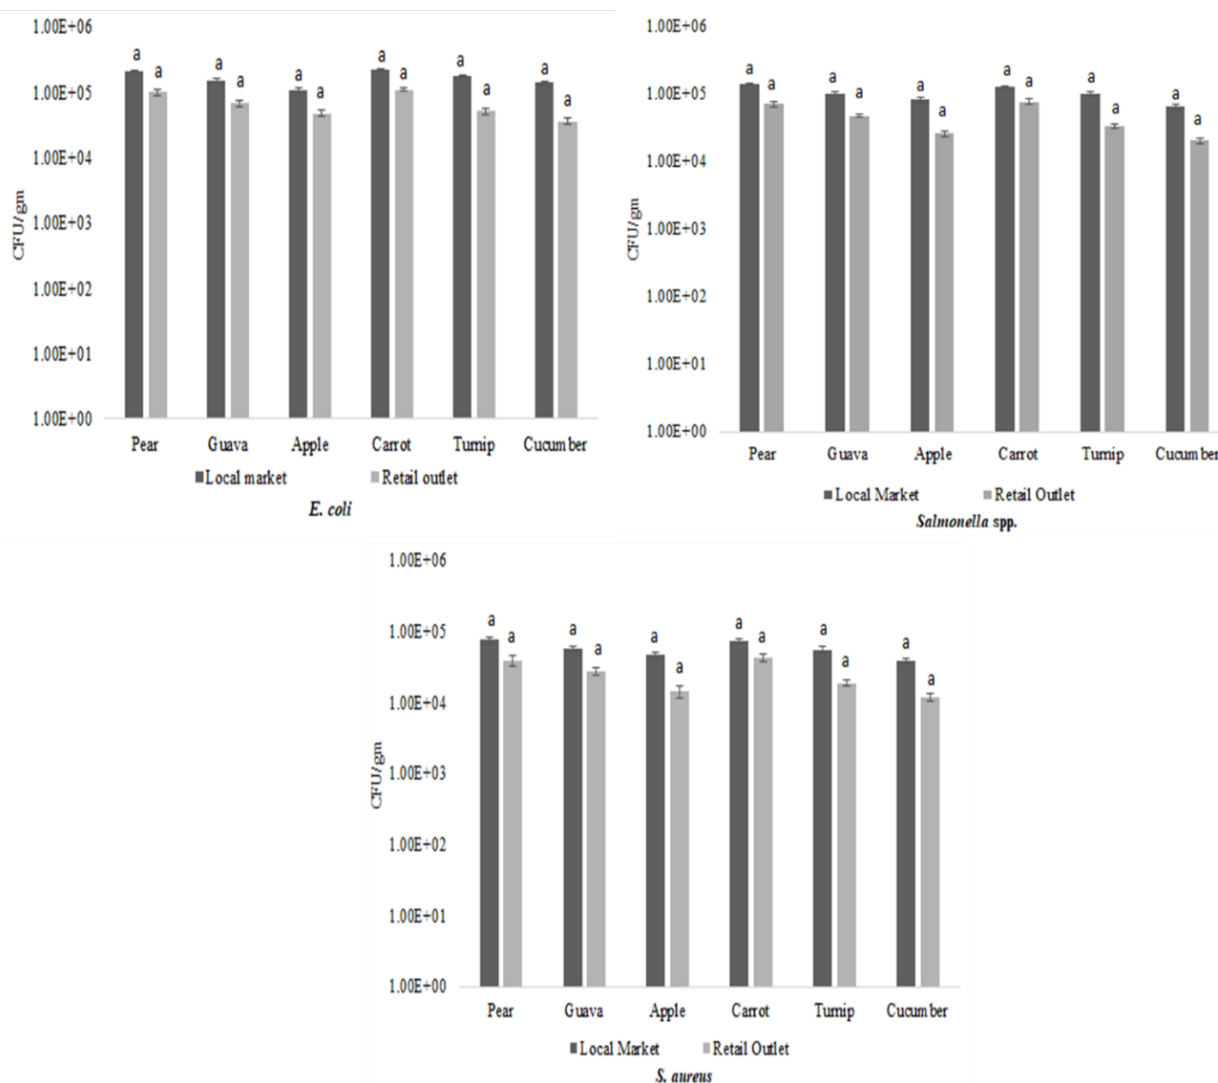 1.00E+06
1.00E+05
1.00E+04
1.00E+03
1.00E+02
1.00E+01
1.00E+00
CFU/gm
a a a a a a a a a a a a
Pear Guava Apple Carrot Turnip Cucumber
Local market Retail outlet
E. coli
1.00E+06
1.00E+05
1.00E+04
1.00E+03
1.00E+02
1.00E+01
1.00E+00
CFU/gm
a a a a a a a a a a a a
Pear Guava Apple Carrot Turnip Cucumber
Local Market Retail Outlet
Salmonella spp.
1.00E+06
1.00E+05
1.00E+04
1.00E+03
1.00E+02
1.00E+01
1.00E+00
CFU/gm
a a a a a a a a a a a a
Pear Guava Apple Carrot Turnip Cucumber
Local Market Retail Outlet
S. aureus